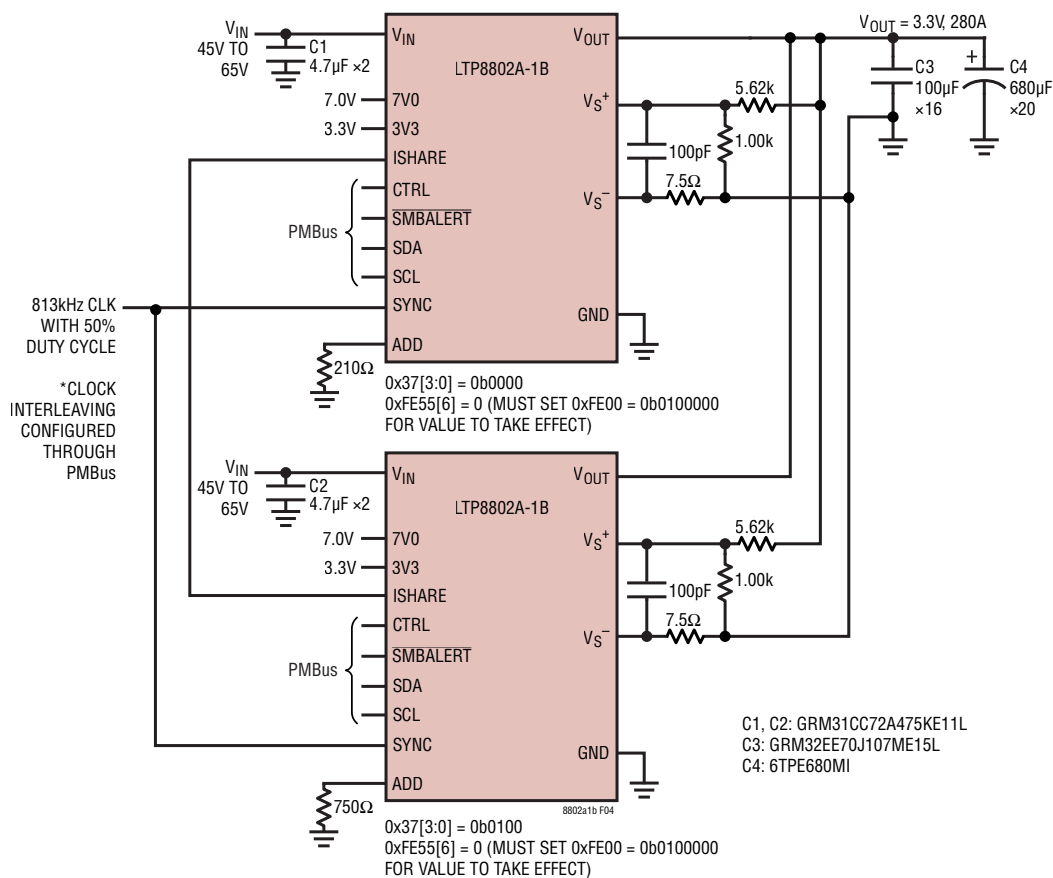 VIN
45V TO
65V
C1
4.7µF ×2
7.0V
3.3V
PMBus
VIN
7V0
3V3
ISHARE
CTRL
SMBALERT
SDA
SCL
SYNC
ADD
LTP8802A-1B
VOUT
VS+
VS–
GND
VOUT = 3.3V, 280A
5.62k
1.00k
100pF
7.5Ω
C3
100µF
×16
+
C4
680µF
×20
813kHz CLK
WITH 50%
DUTY CYCLE
*CLOCK
INTERLEAVING
CONFIGURED
THROUGH
PMBus
210Ω
0x37[3:0] = 0b0000
0xFE55[6] = 0 (MUST SET 0xFE00 = 0b0100000
FOR VALUE TO TAKE EFFECT)
VIN
45V TO
65V
C2
4.7µF ×2
7.0V
3.3V
PMBus
VIN
7V0
3V3
ISHARE
CTRL
SMBALERT
SDA
SCL
SYNC
ADD
LTP8802A-1B
VOUT
VS+
VS–
GND
5.62k
1.00k
100pF
7.5Ω
750Ω
C1, C2: GRM31CC72A475KE11L
C3: GRM32EE70J107ME15L
C4: 6TPE680MI
8802a1b F04
0x37[3:0] = 0b0100
0xFE55[6] = 0 (MUST SET 0xFE00 = 0b0100000
FOR VALUE TO TAKE EFFECT)